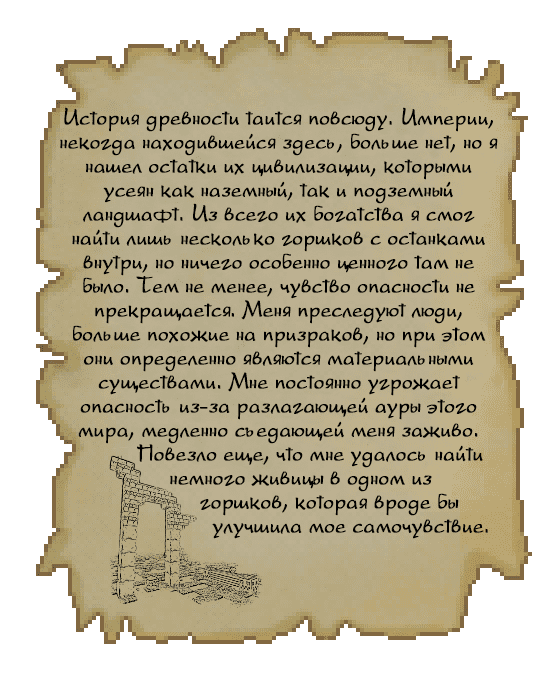 История древности таится повсюду. Империи,
некогда находившейся здесь, больше нет, но я
нашел остатки их цивилизации, которыми
усеян как наземный, так и подземный
ландшафт. Из всего их богатства я смог
найти лишь несколько горшков с останками
внутри, но ничего особенно ценного там не
было. Тем не менее, чувство опасности не
прекращается. Меня преследуют люди,
больше похожие на призраков, но при этом
они определенно являются материальными
существами. Мне постоянно угрожает
опасность из-за разлагающей ауры этого
мира, медленно съедающей меня заживо.
Повезло еще, что мне удалось найти
немного живицы в одном из
горшков, которая вроде бы
улучшила мое самочувствие.